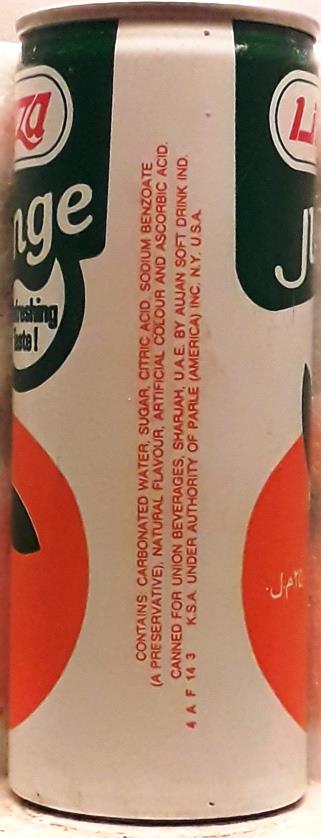 za
nge
freshing
taste!
CONTAINS CARBONATED WATER, SUGAR, CITRIC ACID, SODIUM BENZOATE
(A PRESERVATIVE), NATURAL FLAVOUR, ARTIFICIAL COLOUR AND ASCORBIC ACID.
CANNED FOR UNION BEVERAGES, SHARJAH, U.A.E. BY AUJAN SOFT DRINK IND.
4 A F 14 3 K.S.A. UNDER AUTHORITY OF PARLE (AMERICA) INC. N.Y. U.S.A.
Li
Ju